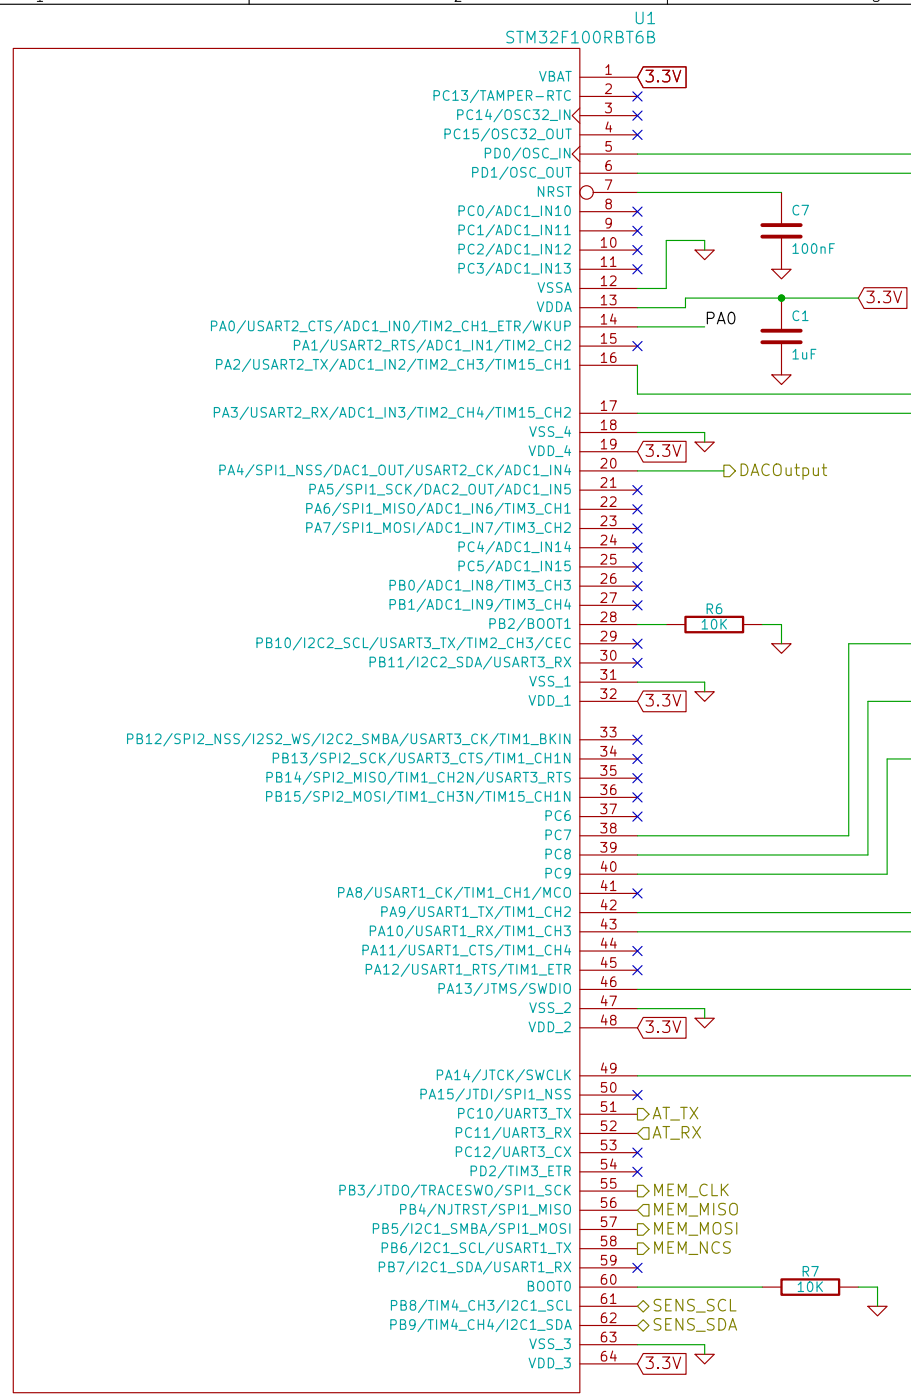 U1
STM32F100RBT6B
VBAT 1 3.3V
PC13/TAMPER-RTC 2
PC14/OSC32_IN 3
PC15/OSC32_OUT 4
PD0/OSC_IN 5
PD1/OSC_OUT 6
NRST 7
PC0/ADC1_IN10 8 C7
PC1/ADC1_IN11 9
PC2/ADC1_IN12 10 100nF
PC3/ADC1_IN13 11
VSSA 12
VDDA 13 3.3V
PA0/USART2_CTS/ADC1_IN0/TIM2_CH1_ETR/WKUP 14 PA0 C1
PA1/USART2_RTS/ADC1_IN1/TIM2_CH2 15
PA2/USART2_TX/ADC1_IN2/TIM2_CH3/TIM15_CH1 16 1uF
PA3/USART2_RX/ADC1_IN3/TIM2_CH4/TIM15_CH2 17
VSS_4 18
VDD_4 19 3.3V
PA4/SPI1_NSS/DAC1_OUT/USART2_CK/ADC1_IN4 20 DACOutput
PA5/SPI1_SCK/DAC2_OUT/ADC1_IN5 21
PA6/SPI1_MISO/ADC1_IN6/TIM3_CH1 22
PA7/SPI1_MOSI/ADC1_IN7/TIM3_CH2 23
PC4/ADC1_IN14 24
PC5/ADC1_IN15 25
PB0/ADC1_IN8/TIM3_CH3 26
PB1/ADC1_IN9/TIM3_CH4 27 R6
PB2/BOOT1 28 10K
PB10/I2C2_SCL/USART3_TX/TIM2_CH3/CEC 29
PB11/I2C2_SDA/USART3_RX 30
VSS_1 31
VDD_1 32 3.3V
PB12/SPI2_NSS/I2S2_WS/I2C2_SMBA/USART3_CK/TIM1_BKIN 33
PB13/SPI2_SCK/USART3_CTS/TIM1_CH1N 34
PB14/SPI2_MISO/TIM1_CH2N/USART3_RTS 35
PB15/SPI2_MOSI/TIM1_CH3N/TIM15_CH1N 36
PC6 37
PC7 38
PC8 39
PC9 40
PA8/USART1_CK/TIM1_CH1/MCO 41
PA9/USART1_TX/TIM1_CH2 42
PA10/USART1_RX/TIM1_CH3 43
PA11/USART1_CTS/TIM1_CH4 44
PA12/USART1_RTS/TIM1_ETR 45
PA13/JTMS/SWDIO 46
VSS_2 47
VDD_2 48 3.3V
PA14/JTCK/SWCLK 49
PA15/JTDI/SPI1_NSS 50
PC10/UART3_TX 51 AT_TX
PC11/UART3_RX 52 AT_RX
PC12/UART3_CX 53
PD2/TIM3_ETR 54
PB3/JTDO/TRACESWO/SPI1_SCK 55 MEM_CLK
PB4/NJTRST/SPI1_MISO 56 MEM_MISO
PB5/I2C1_SMBA/SPI1_MOSI 57 MEM_MOSI
PB6/I2C1_SCL/USART1_TX 58 MEM_NCS
PB7/I2C1_SDA/USART1_RX 59 R7
BOOT0 60 10K
PB8/TIM4_CH3/I2C1_SCL 61 SENS_SCL
PB9/TIM4_CH4/I2C1_SDA 62 SENS_SDA
VSS_3 63
VDD_3 64 3.3V